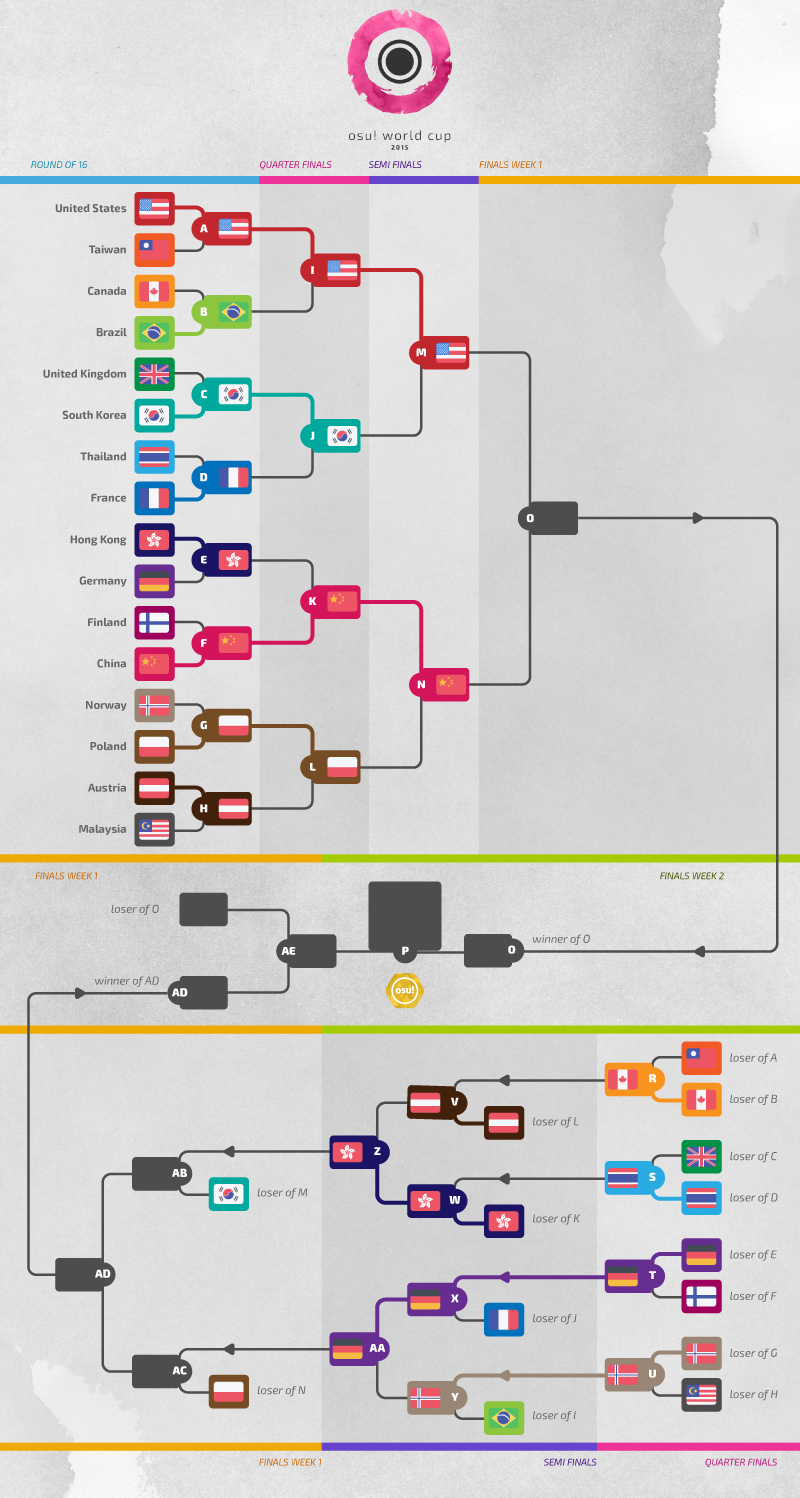 osu! world cup
2015
ROUND OF 16
QUARTER FINALS
SEMI FINALS
FINALS WEEK 1
United States
A
Taiwan
I
Canada
B
Brazil
M
United Kingdom
C
South Korea
J
Thailand
D
France
O
Hong Kong
E
Germany
K
Finland
F
China
N
Norway
G
Poland
L
Austria
H
Malaysia
FINALS WEEK 1
FINALS WEEK 2
loser of O
AE
P
O
winner of O
winner of AD
AD
osu!
loser of A
R
loser of B
V
loser of L
Z
loser of C
S
loser of D
W
loser of K
AB
loser of M
loser of E
T
loser of F
X
loser of J
AD
AA
loser of G
U
loser of H
Y
loser of I
AC
loser of N
FINALS WEEK 1
SEMI FINALS
QUARTER FINALS